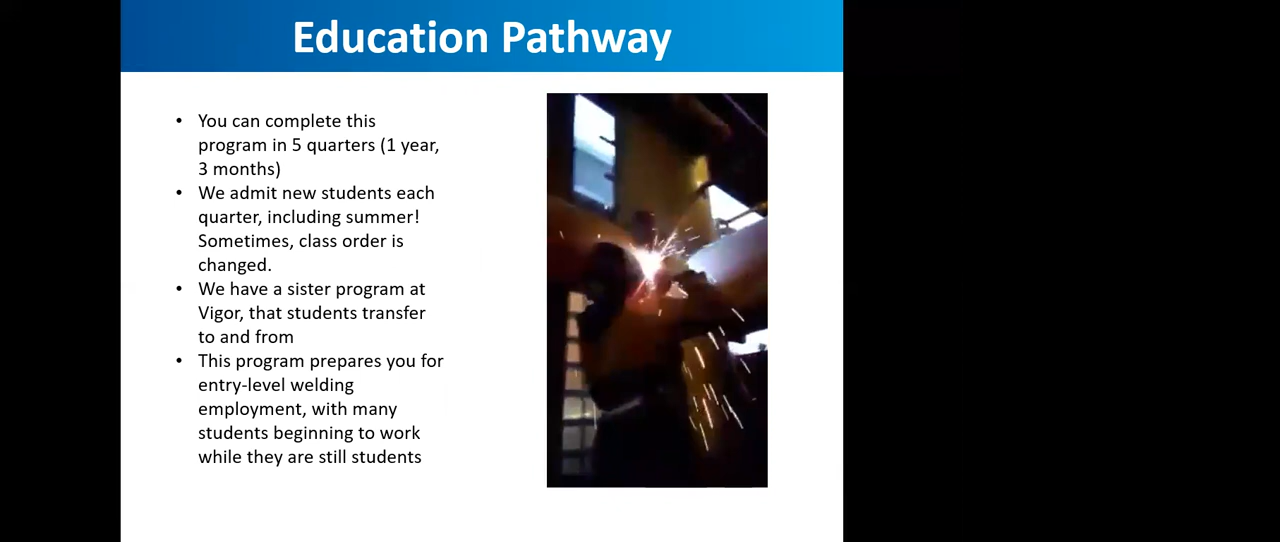 Education Pathway
• You can complete this
program in 5 quarters (1 year,
3 months)
• We admit new students each
quarter, including summer!
Sometimes, class order is
changed.
• We have a sister program at
Vigor, that students transfer
to and from
• This program prepares you for
entry-level welding
employment, with many
students beginning to work
while they are still students